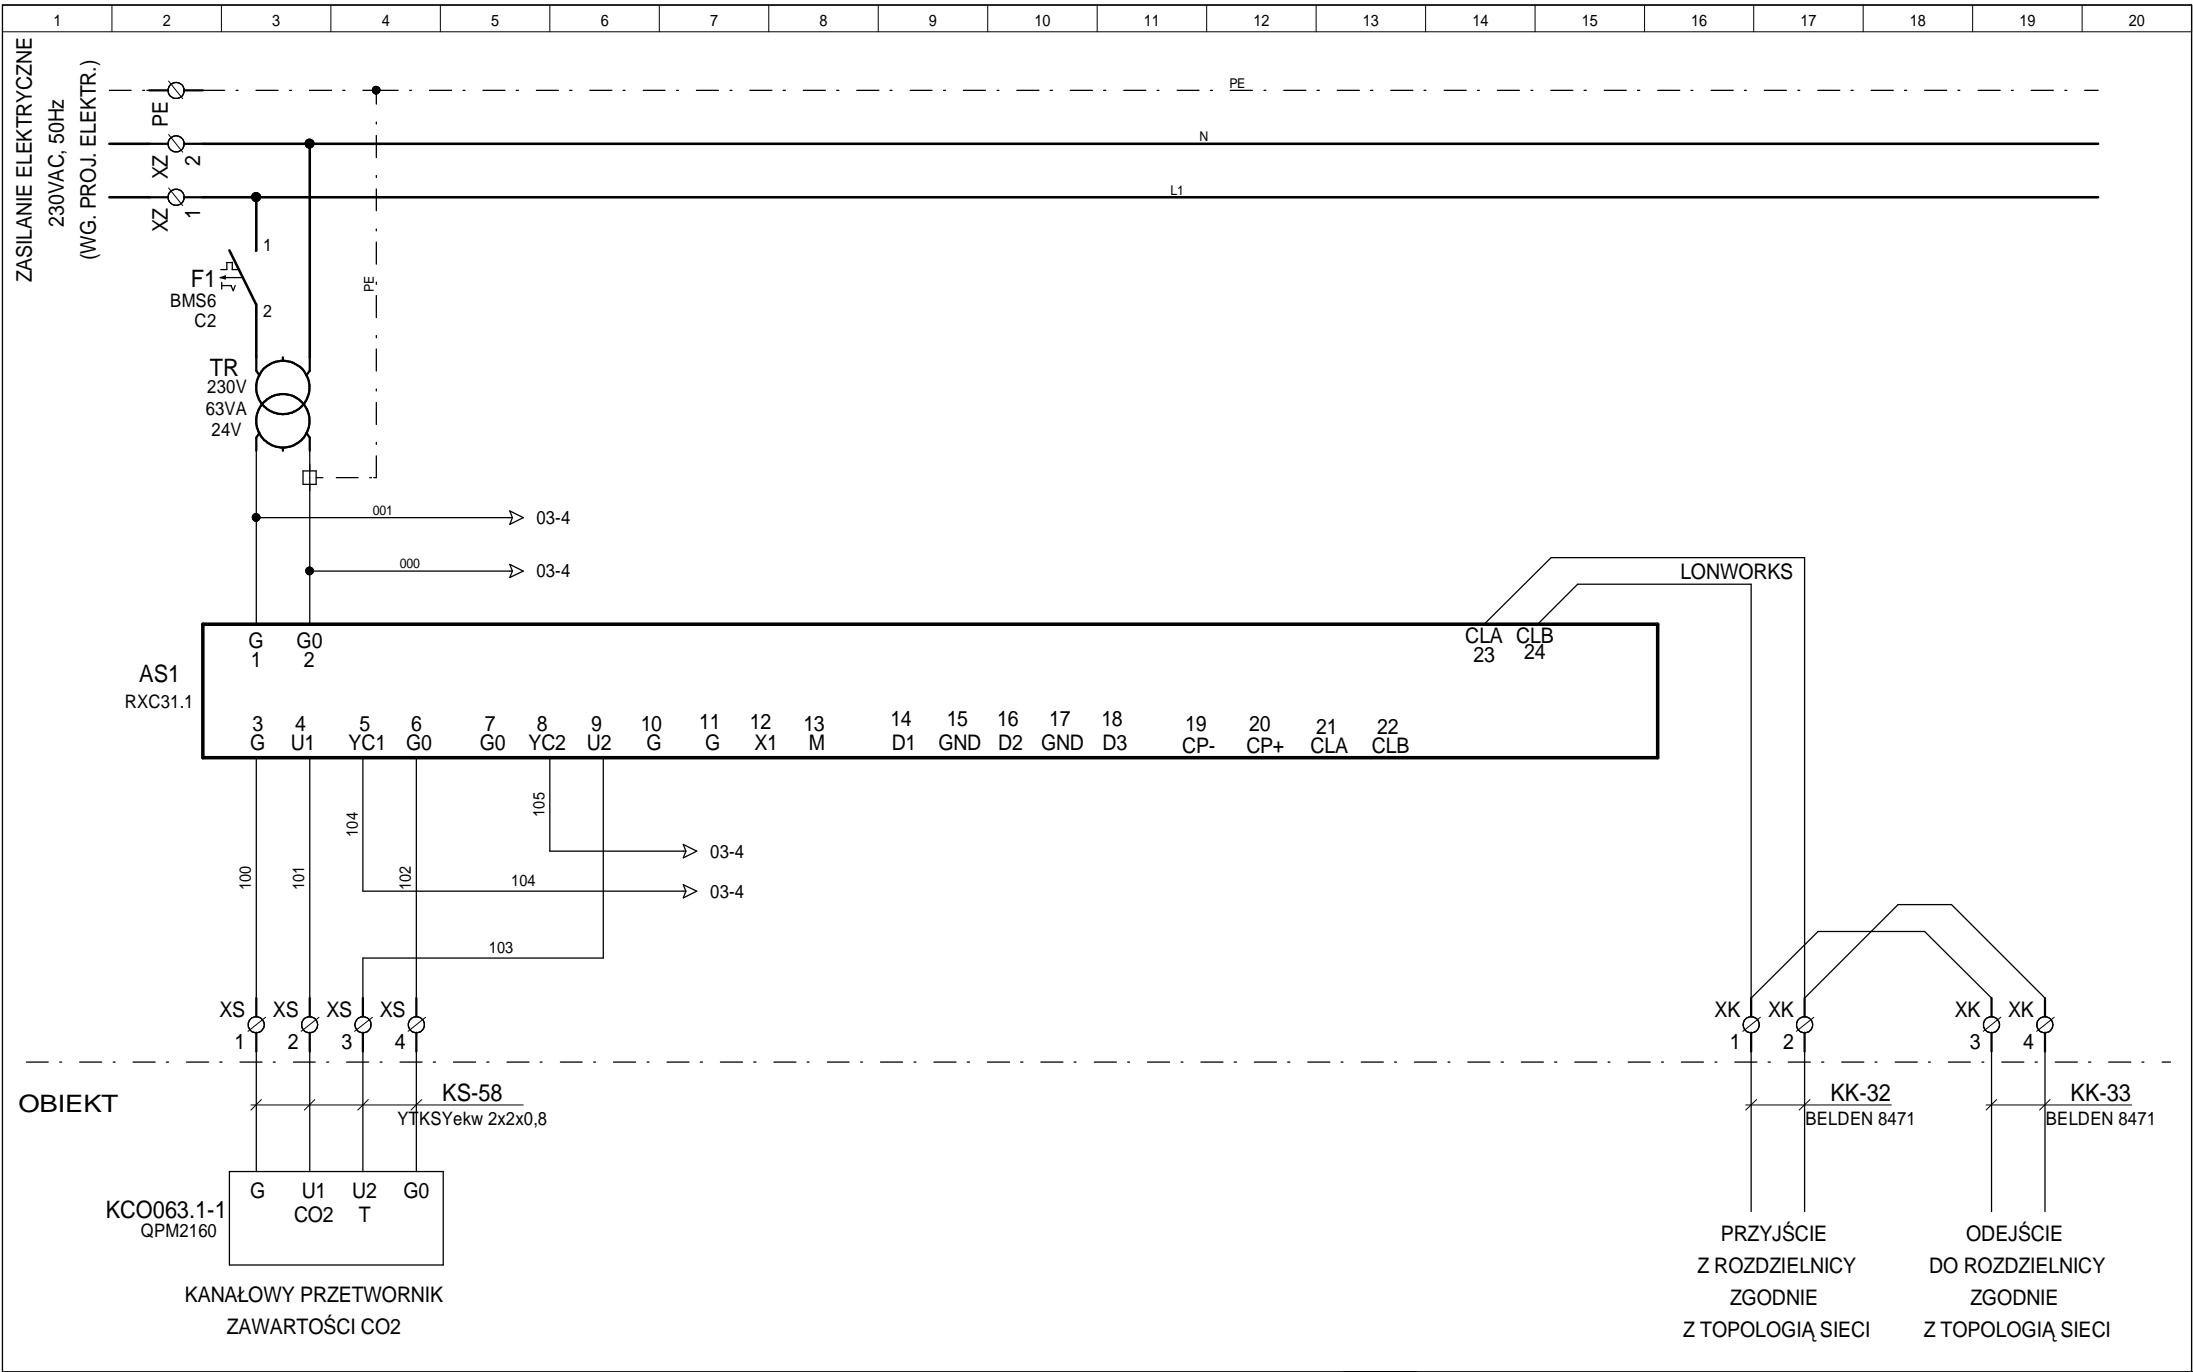 1 2 3 4 5 6 7 8 9 10 11 12 13 14 15 16 17 18 19 20
ZASILANIE ELEKTRYCZNE
230VAC, 50Hz
(WG. PROJ. ELEKTR.)
PE
XZ 2
XZ 1
PE
N
L1
1
F1
BMS6
C2
2
PE
TR
230V
63VA
24V
001 03-4
000 03-4
LONWORKS
G G0 CLA CLB
1 2 23 24
AS1
RXC31.1
3 4 5 6 7 8 9 10 11 12 13 14 15 16 17 18 19 20 21 22
G U1 YC1 G0 G0 YC2 U2 G G X1 M D1 GND D2 GND D3 CP- CP+ CLA CLB
105
104
03-4
100 101 102
104 03-4
103
XS XS XS XS XK XK XK XK
1 2 3 4 1 2 3 4
OBIEKT
KS-58
YTKSYekw 2x2x0,8
KK-32
BELDEN 8471
KK-33
BELDEN 8471
G U1 U2 G0
CO2 T
KCO063.1-1
QPM2160
KANAŁOWY PRZETWORNIK
ZAWARTOŚCI CO2
PRZYJŚCIE
Z ROZDZIELNICY
ZGODNIE
Z TOPOLOGIĄ SIECI
ODEJŚCIE
DO ROZDZIELNICY
ZGODNIE
Z TOPOLOGIĄ SIECI